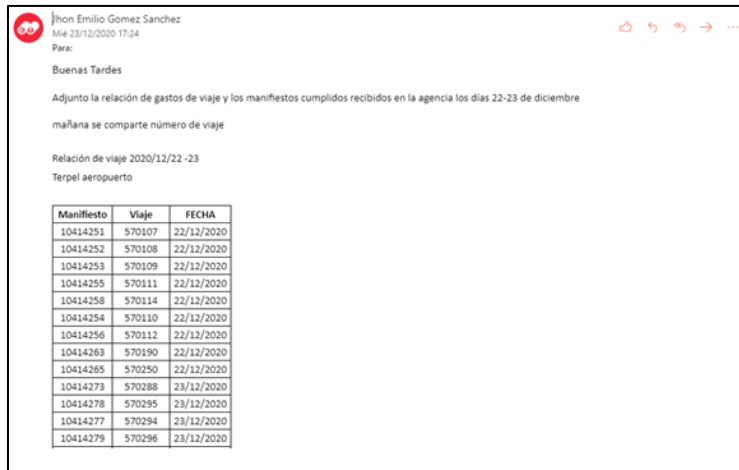 Jhon Emilio Gomez Sanchez
Mié 23/12/2020 17:24
Para:
Buenas Tardes
Adjunto la relación de gastos de viaje y los manifiestos cumplidos recibidos en la agencia los días 22-23 de diciembre
mañana se comparte número de viaje
Relación de viaje 2020/12/22 -23
Terpel aeropuerto
Manifiesto Viaje FECHA
10414251 570107 22/12/2020
10414252 570108 22/12/2020
10414253 570109 22/12/2020
10414255 570111 22/12/2020
10414258 570114 22/12/2020
10414254 570110 22/12/2020
10414256 570112 22/12/2020
10414263 570190 22/12/2020
10414265 570250 22/12/2020
10414273 570288 23/12/2020
10414278 570295 23/12/2020
10414277 570294 23/12/2020
10414279 570296 23/12/2020